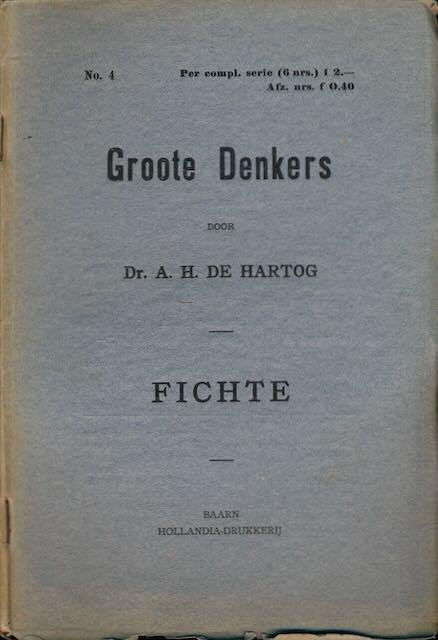 No. 4
Per compl. serie (6 nrs.) f 2.—
Afz. nrs. f 0.40
Groote Denkers
DOOR
Dr. A. H. DE HARTOG
FICHTE
BAARN
HOLLANDIA-DRUKKERIJ